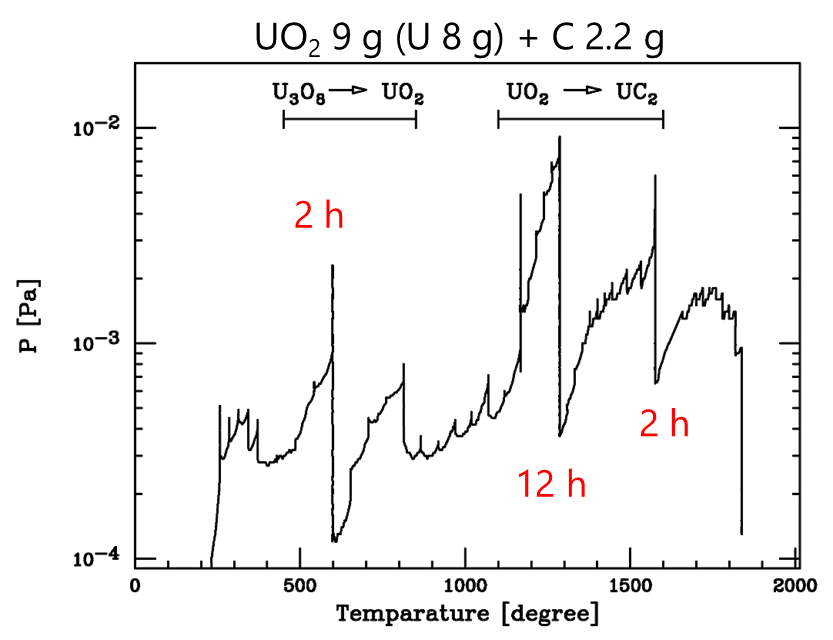 UO₂ 9 g (U 8 g) + C 2.2 g
U₃O₈ → UO₂
UO₂ → UC₂
10⁻²
2 h
P [Pa]
10⁻³
2 h
12 h
10⁻⁴
0 500 1000 1500 2000
Temparature [degree]